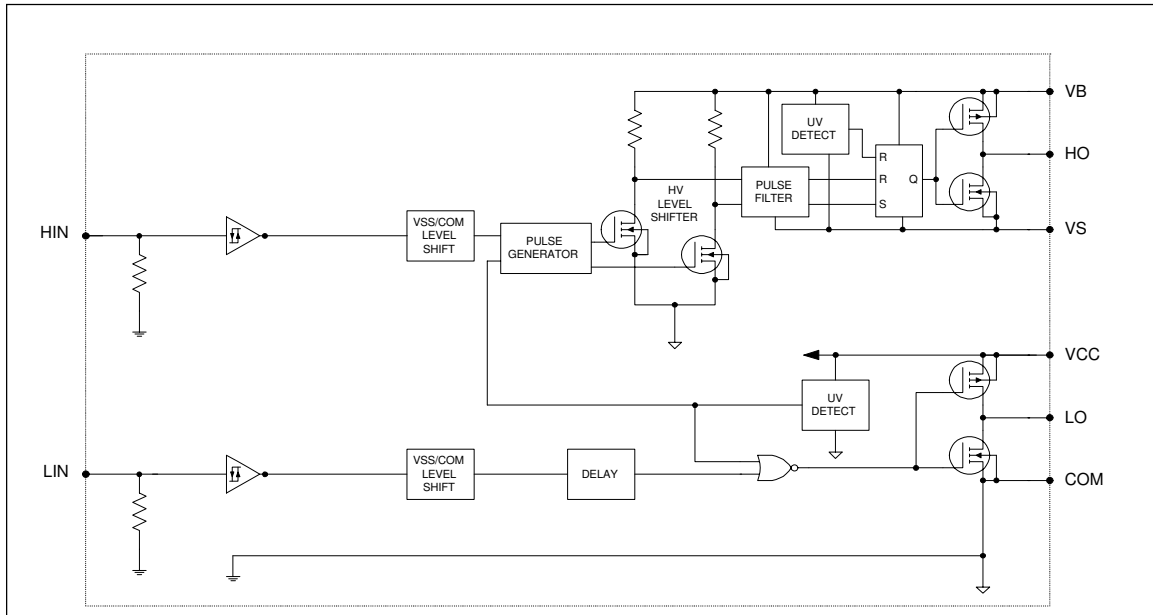 VB
UV
DETECT
HO
R
R
Q
S
PULSE
FILTER
HV
LEVEL
SHIFTER
VS
HIN
VSS/COM
LEVEL
SHIFT
PULSE
GENERATOR
VCC
UV
DETECT
LO
LIN
VSS/COM
LEVEL
SHIFT
DELAY
COM